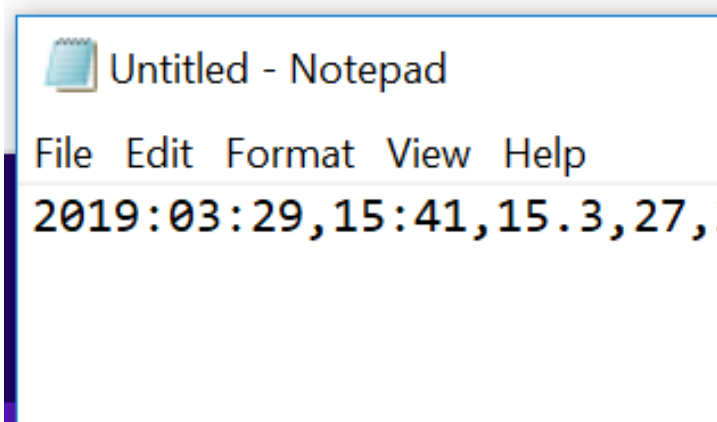 Untitled - Notepad
File Edit Format View Help
2019:03:29,15:41,15.3,27,